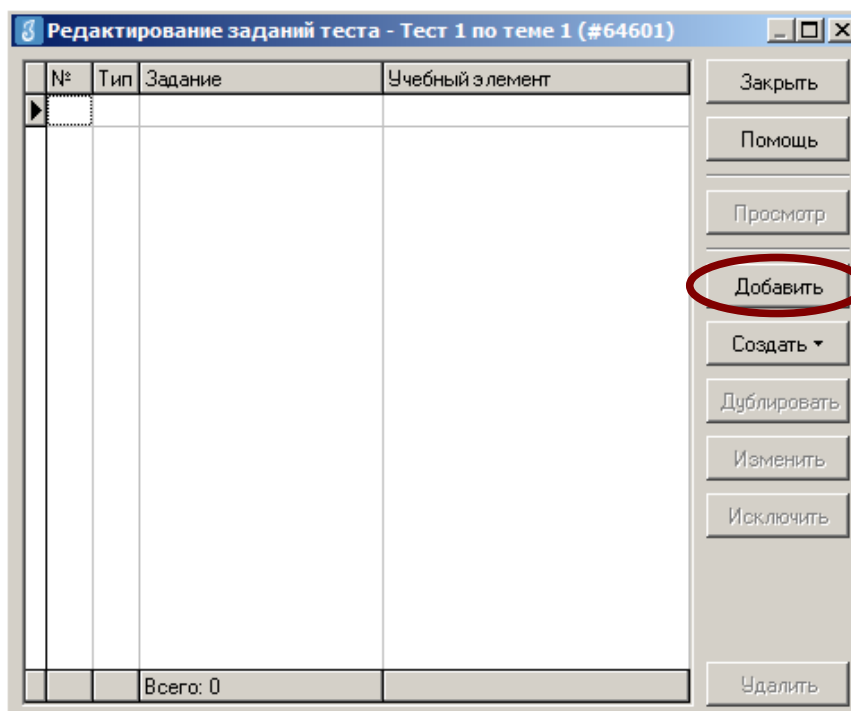 Редактирование заданий теста - Тест 1 по теме 1 (#64601)
№ Тип Задание Учебный элемент
Закрыть
Помощь
Просмотр
Добавить
Создать
Дублировать
Изменить
Исключить
Всего: 0
Удалить